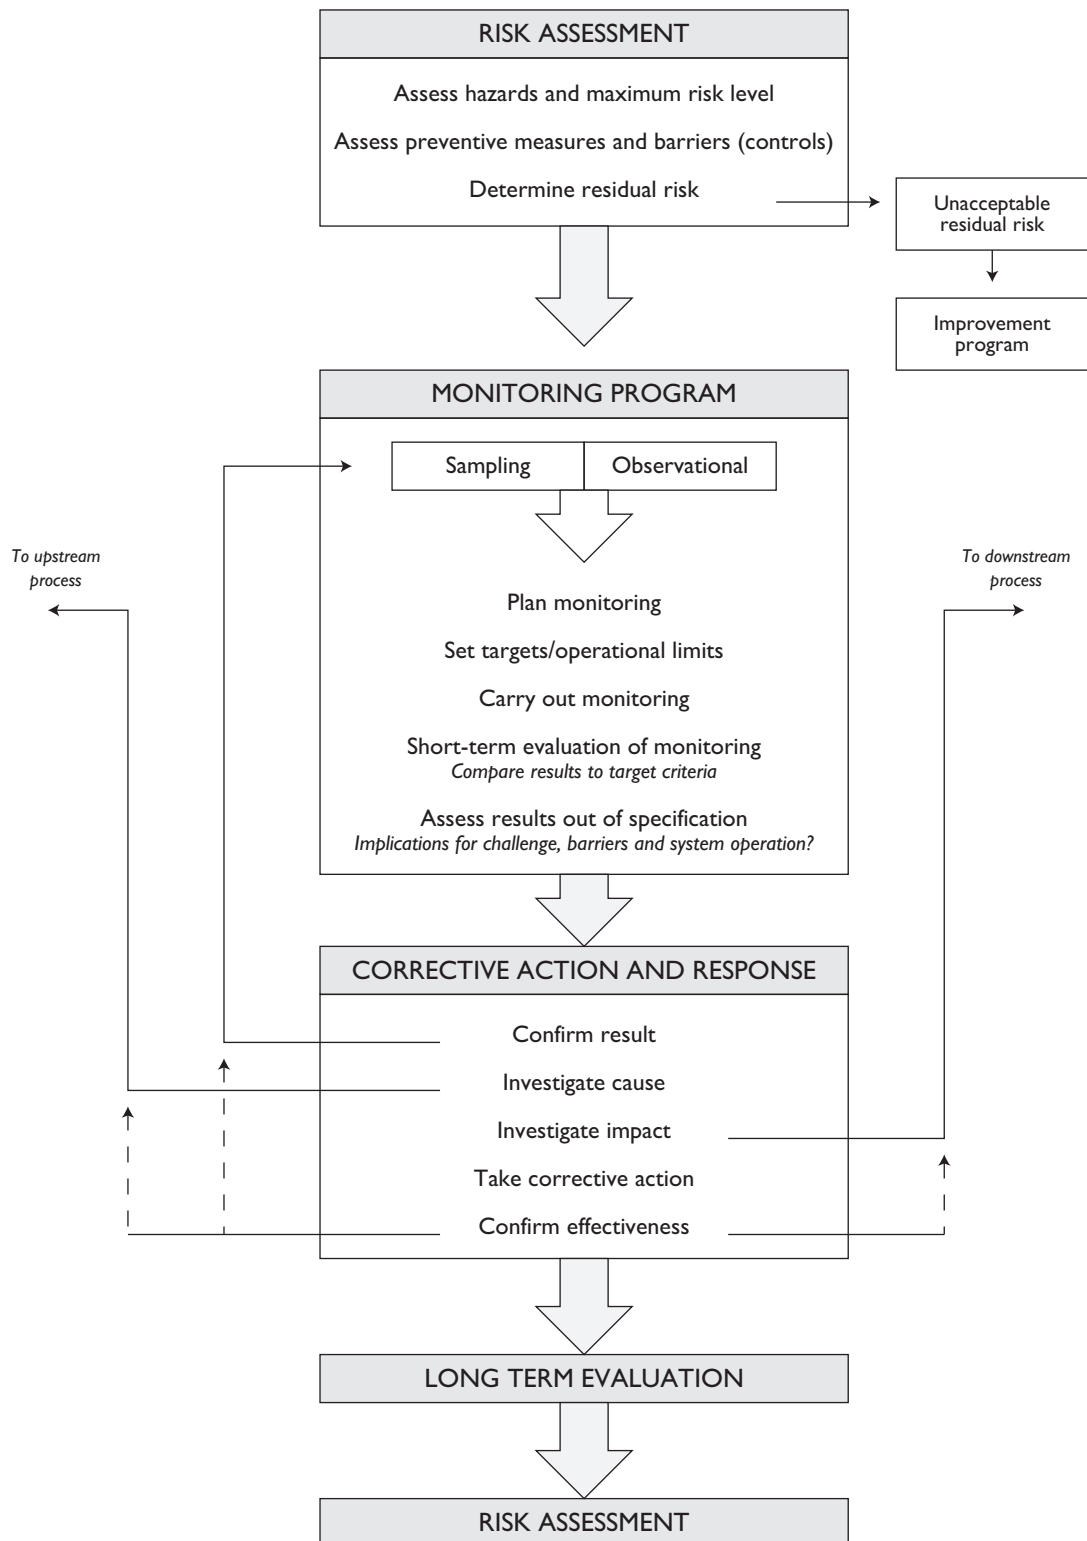 RISK ASSESSMENT
Assess hazards and maximum risk level
Assess preventive measures and barriers (controls)
Determine residual risk
Unacceptable
residual risk
Improvement
program
MONITORING PROGRAM
Sampling
Observational
To upstream
process
To downstream
process
Plan monitoring
Set targets/operational limits
Carry out monitoring
Short-term evaluation of monitoring
Compare results to target criteria
Assess results out of specification
Implications for challenge, barriers and system operation?
CORRECTIVE ACTION AND RESPONSE
Confirm result
Investigate cause
Investigate impact
Take corrective action
Confirm effectiveness
LONG TERM EVALUATION
RISK ASSESSMENT